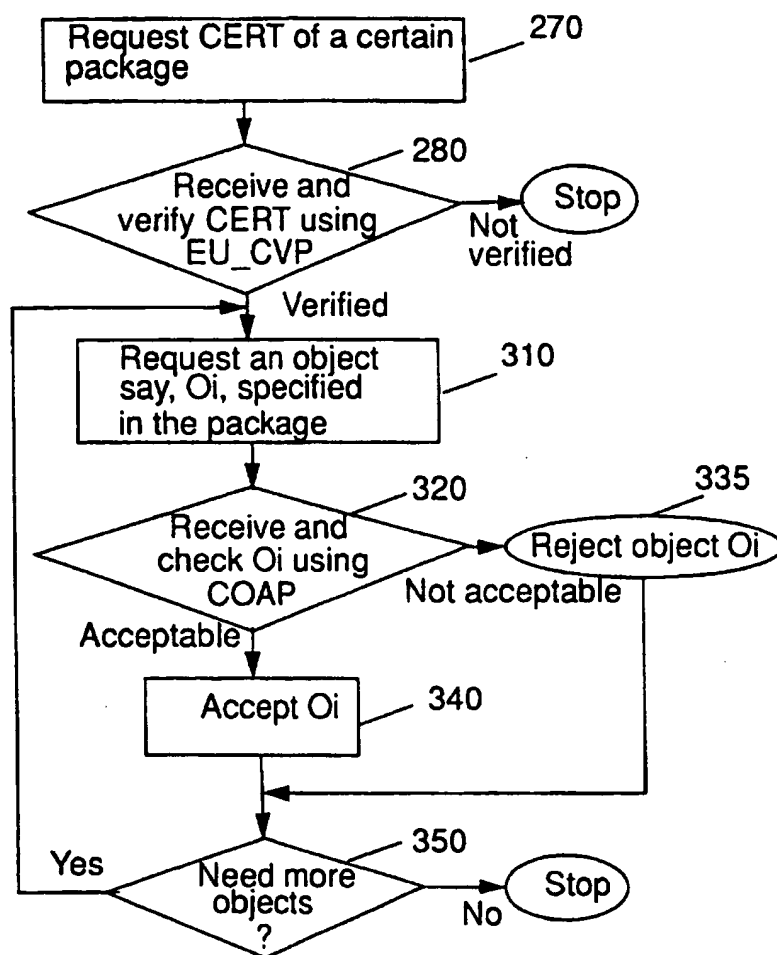 Request CERT of a certain
package
270
280
Receive and
verify CERT using
EU_CVP
Stop
Not
verified
Verified
Request an object
say, Oi, specified
in the package
310
320
335
Receive and
check Oi using
COAP
Reject object Oi
Not acceptable
Acceptable
Accept Oi
340
350
Yes
Need more
objects
?
Stop
No